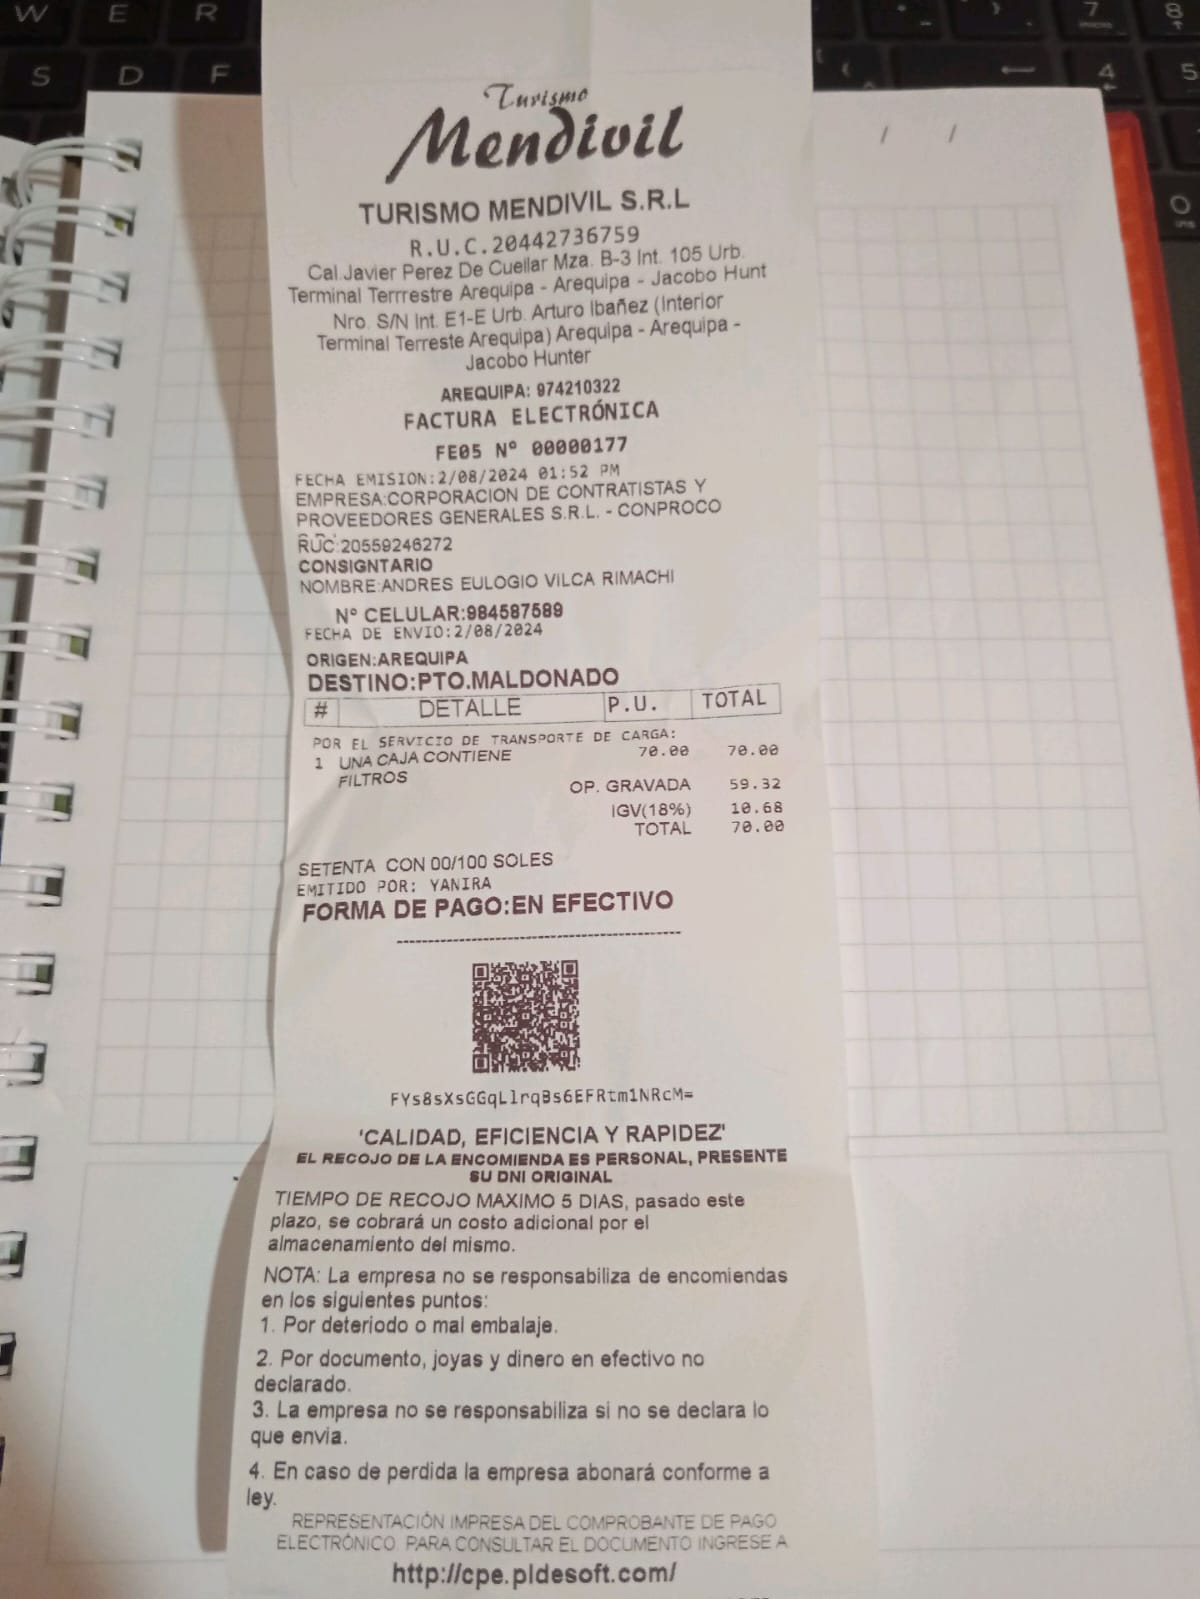 W E R
S D F
7
8
4
5
0
Turismo
Mendivil
TURISMO MENDIVIL S.R.L
R.U.C.20442736759
Cal.Javier Perez De Cuellar Mza. B-3 Int. 105 Urb.
Terminal Terrrestre Arequipa - Arequipa - Jacobo Hunt
Nro. S/N Int. E1-E Urb. Arturo Ibañez (Interior
Terminal Terreste Arequipa) Arequipa - Arequipa -
Jacobo Hunter
AREQUIPA: 974210322
FACTURA ELECTRÓNICA
FE05 Nº 00000177
FECHA EMISION:2/08/2024 01:52 PM
EMPRESA:CORPORACION DE CONTRATISTAS Y
PROVEEDORES GENERALES S.R.L. - CONPROCO
RUC:20559246272
CONSIGNTARIO
NOMBRE:ANDRES EULOGIO VILCA RIMACHI
Nº CELULAR:984587589
FECHA DE ENVIO:2/08/2024
ORIGEN:AREQUIPA
DESTINO:PTO.MALDONADO
# DETALLE P.U. TOTAL
POR EL SERVICIO DE TRANSPORTE DE CARGA:
1 UNA CAJA CONTIENE 70.00 70.00
FILTROS
OP. GRAVADA 59.32
IGV(18%) 10.68
TOTAL 70.00
SETENTA CON 00/100 SOLES
EMITIDO POR: YANIRA
FORMA DE PAGO:EN EFECTIVO
FYs8sXsGGqLlrqBs6EFRtm1NRcM=
'CALIDAD, EFICIENCIA Y RAPIDEZ'
EL RECOJO DE LA ENCOMIENDA ES PERSONAL, PRESENTE
SU DNI ORIGINAL
TIEMPO DE RECOJO MAXIMO 5 DIAS, pasado este
plazo, se cobrará un costo adicional por el
almacenamiento del mismo.
NOTA: La empresa no se responsabiliza de encomiendas
en los siguientes puntos:
1. Por deteriodo o mal embalaje.
2. Por documento, joyas y dinero en efectivo no
declarado.
3. La empresa no se responsabiliza si no se declara lo
que envia.
4. En caso de perdida la empresa abonará conforme a
ley.
REPRESENTACIÓN IMPRESA DEL COMPROBANTE DE PAGO
ELECTRÓNICO. PARA CONSULTAR EL DOCUMENTO INGRESE A
http://cpe.pldesoft.com/